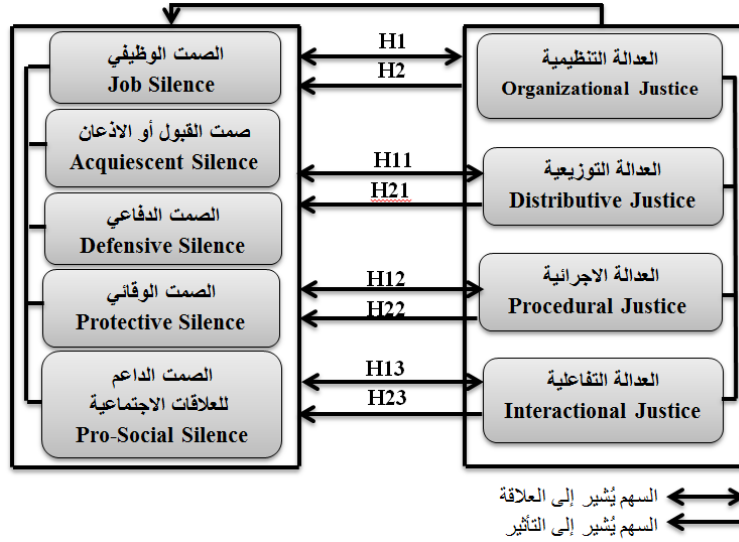 الصمت الوظيفي
Job Silence
صمت القبول أو الاذعان
Acquiescent Silence
الصمت الدفاعي
Defensive Silence
الصمت الوقائي
Protective Silence
الصمت الداعم
للعلاقات الاجتماعية
Pro-Social Silence
H1
H2
H11
H21
H12
H22
H13
H23
العدالة التنظيمية
Organizational Justice
العدالة التوزيعية
Distributive Justice
العدالة الاجرائية
Procedural Justice
العدالة التفاعلية
Interactional Justice
السهم يُشير إلى العلاقة
السهم يُشير إلى التأثير